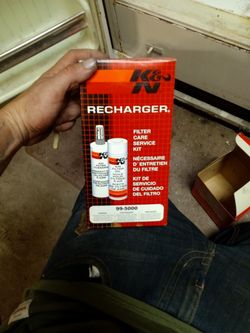 K&N
RECHARGER®
FILTER
CARE
SERVICE
KIT
NÉCESSAIRE
D'ENTRETIEN
DU FILTRE
KIT DE
SERVICIO DE
CUIDADO
DEL FILTRO
99-5000